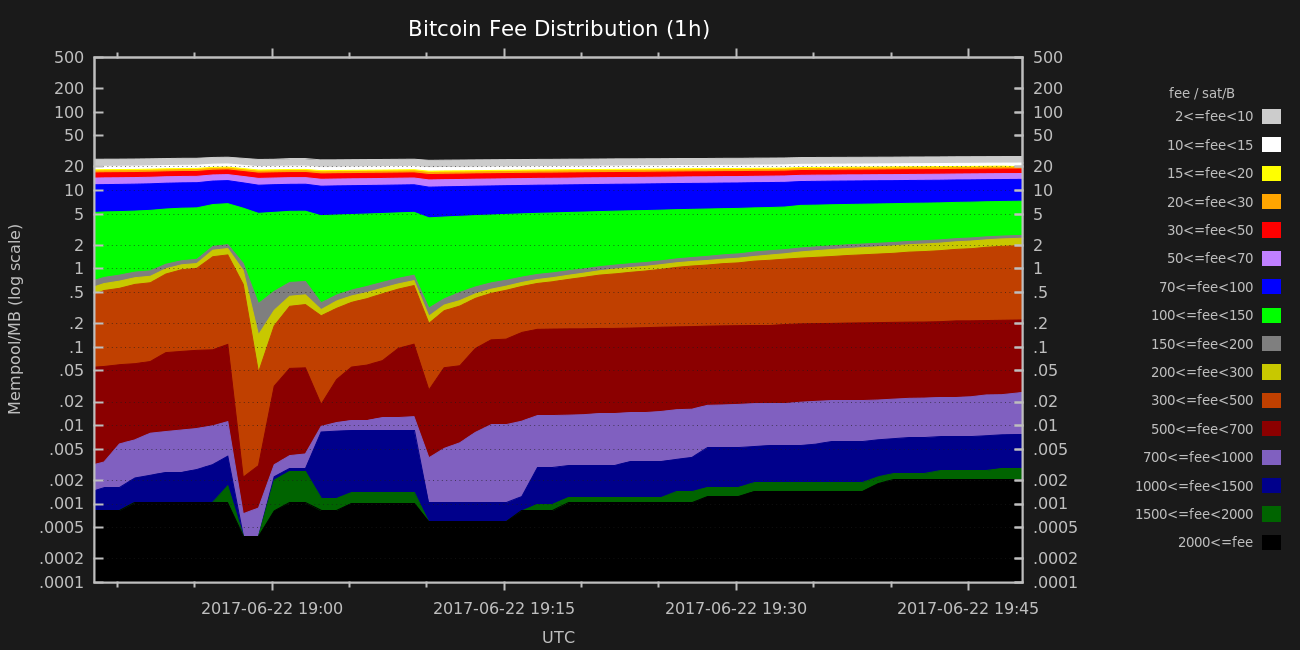 Bitcoin Fee Distribution (1h)
500
200
100
50
20
10
5
2
1
.5
.2
.1
.05
.02
.01
.005
.002
.001
.0005
.0002
.0001
Mempool/MB (log scale)
500
200
100
50
20
10
5
2
1
.5
.2
.1
.05
.02
.01
.005
.002
.001
.0005
.0002
.0001
2017-06-22 19:00
2017-06-22 19:15
2017-06-22 19:30
2017-06-22 19:45
UTC
fee / sat/B
2<=fee<10
10<=fee<15
15<=fee<20
20<=fee<30
30<=fee<50
50<=fee<70
70<=fee<100
100<=fee<150
150<=fee<200
200<=fee<300
300<=fee<500
500<=fee<700
700<=fee<1000
1000<=fee<1500
1500<=fee<2000
2000<=fee